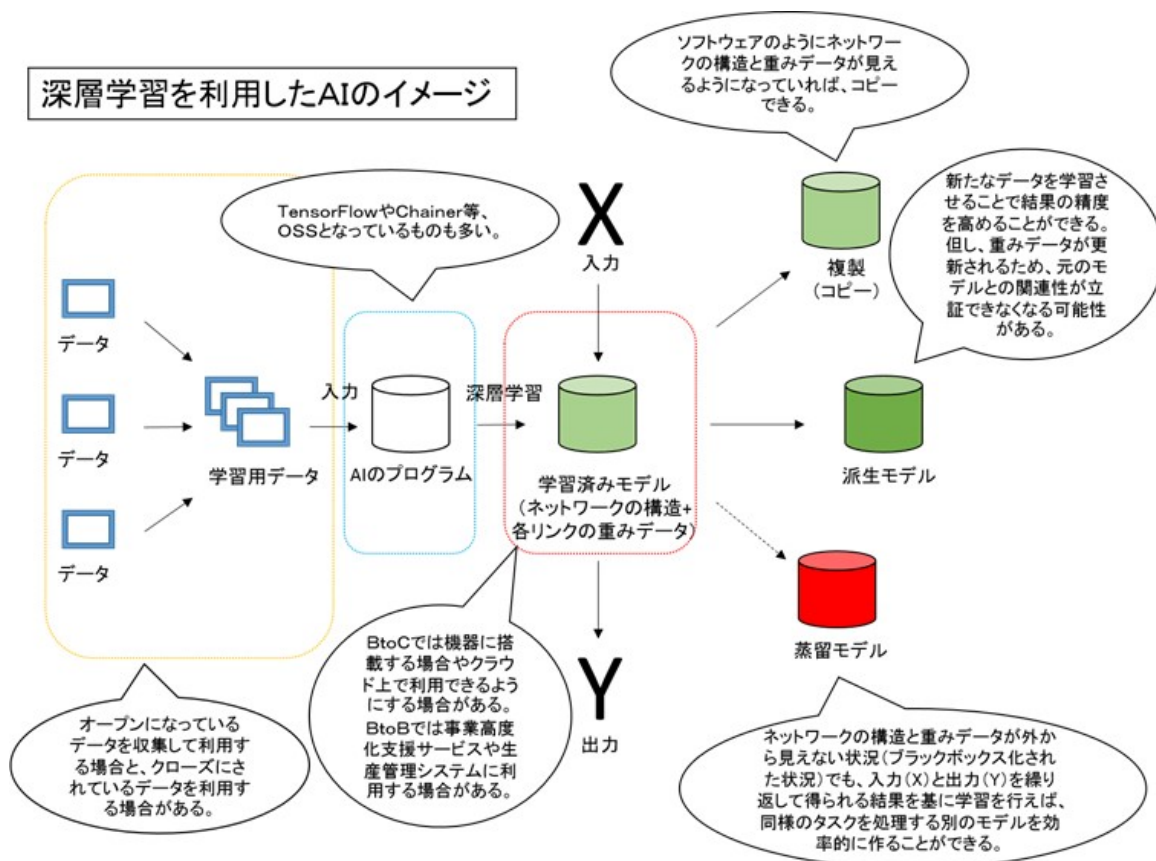 深層学習を利用したAIのイメージ
ソフトウェアのようにネットワー
クの構造と重みデータが見え
るようになっていれば、コピー
できる。
TensorFlowやChainer等、
OSSとなっているものも多い。
X
入力
複製
(コピー)
新たなデータを学習さ
せることで結果の精度
を高めることができる。
但し、重みデータが更
新されるため、元のモ
デルとの関連性が立
証できなくなる可能性
がある。
データ
データ
データ
学習用データ
入力
AIのプログラム
深層学習
学習済みモデル
(ネットワークの構造+
各リンクの重みデータ)
派生モデル
蒸留モデル
Y
出力
オープンになっている
データを収集して利用す
る場合と、クローズにさ
れているデータを利用す
る場合がある。
BtoCでは機器に搭
載する場合やクラウ
ド上で利用できるよう
にする場合がある。
BtoBでは事業高度
化支援サービスや生
産管理システムに利
用する場合がある。
ネットワークの構造と重みデータが外か
ら見えない状況(ブラックボックス化され
た状況)でも、入力(X)と出力(Y)を繰り
返して得られる結果を基に学習を行えば、
同様のタスクを処理する別のモデルを効
率的に作ることができる。